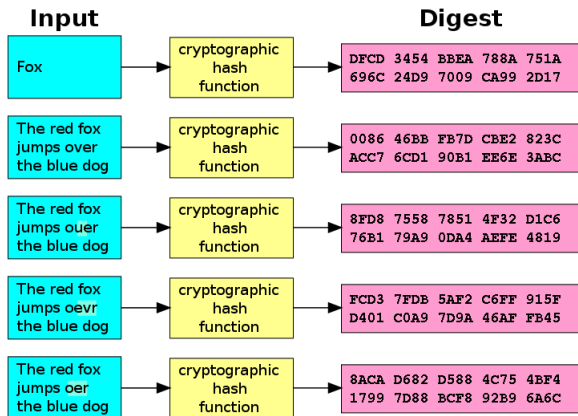 Input Digest
Fox
cryptographic
hash
function
DFCD 3454 BBEA 788A 751A
696C 24D9 7009 CA99 2D17
The red fox
jumps over
the blue dog
cryptographic
hash
function
0086 46BB FB7D CBE2 823C
ACC7 6CD1 90B1 EE6E 3ABC
The red fox
jumps ouer
the blue dog
cryptographic
hash
function
8FD8 7558 7851 4F32 D1C6
76B1 79A9 0DA4 AEFE 4819
The red fox
jumps oevr
the blue dog
cryptographic
hash
function
FCD3 7FDB 5AF2 C6FF 915F
D401 C0A9 7D9A 46AF FB45
The red fox
jumps oer
the blue dog
cryptographic
hash
function
8ACA D682 D588 4C75 4BF4
1799 7D88 BCF8 92B9 6A6C